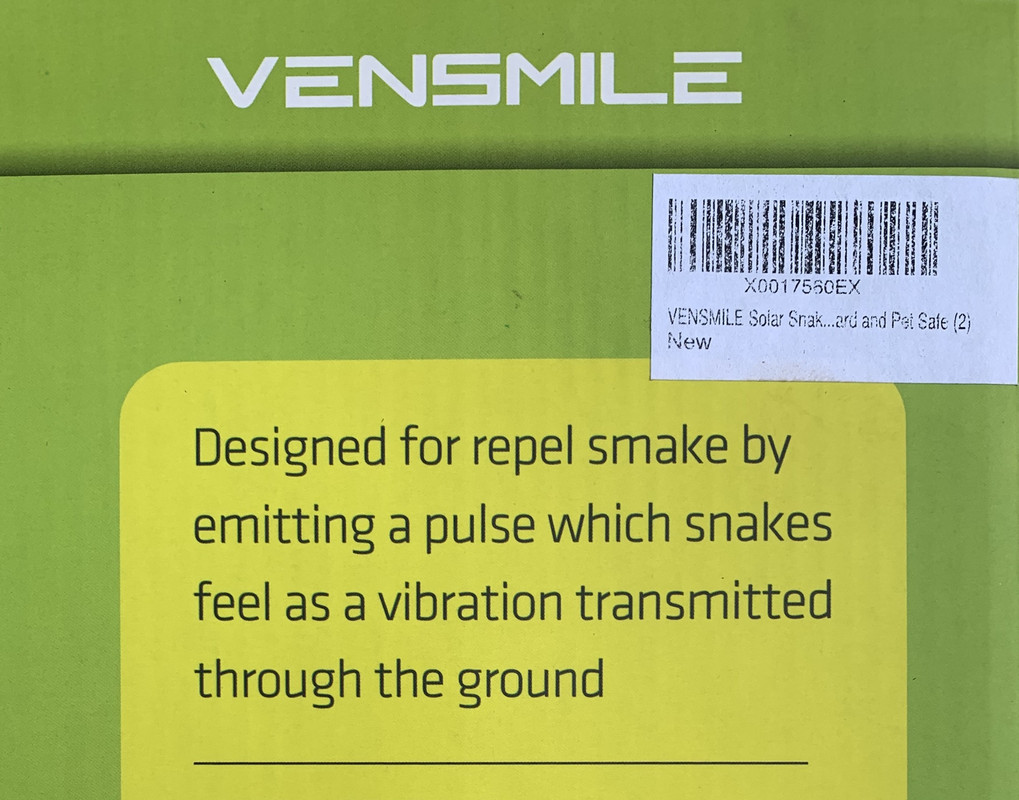 VENSMILE
X0017560EX
VENSMILE Solar Snak...ard and Pet Safe (2)
New
Designed for repel smake by
emitting a pulse which snakes
feel as a vibration transmitted
through the ground